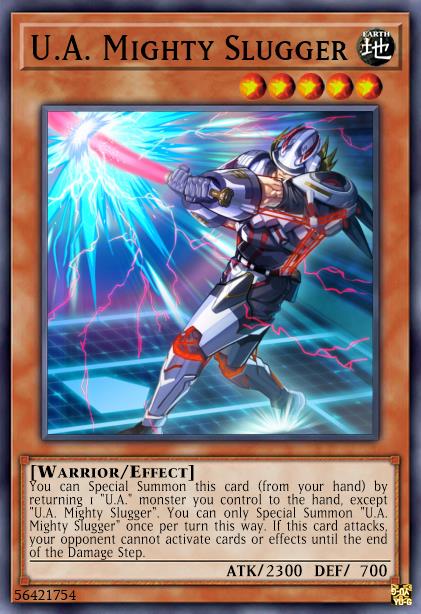 U.A. Mighty Slugger
EARTH
地
[Warrior/Effect]
You can Special Summon this card (from your hand) by
returning 1 "U.A." monster you control to the hand, except
"U.A. Mighty Slugger". You can only Special Summon "U.A.
Mighty Slugger" once per turn this way. If this card attacks,
your opponent cannot activate cards or effects until the end
of the Damage Step.
ATK/2300 DEF/ 700
56421754